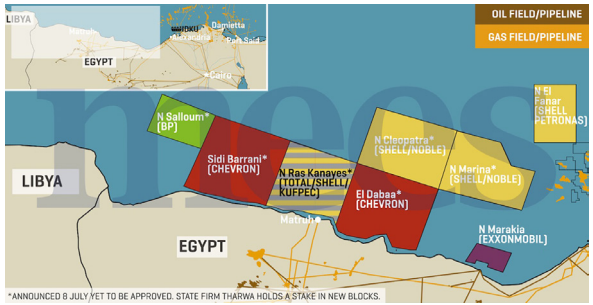 LIBYA
Damietta
IDKU
Alexandria
Port Said
EGYPT
Cairo
OIL FIELD/PIPELINE
GAS FIELD/PIPELINE
mees
N El
Fanar
(SHELL
PETRONAS)
N Salloum*
(BP)
N Cleopatra*
(SHELL/NOBLE)
Sidi Barrani*
(CHEVRON)
N Ras Kanayes*
(TOTAL/SHELL/
KUFPEC)
N Marina*
(SHELL/NOBLE)
El Dabaa*
(CHEVRON)
LIBYA
Matruh
N Marakia
(EXXONMOBIL)
EGYPT
*ANNOUNCED 8 JULY YET TO BE APPROVED. STATE FIRM THARWA HOLDS A STAKE IN NEW BLOCKS.